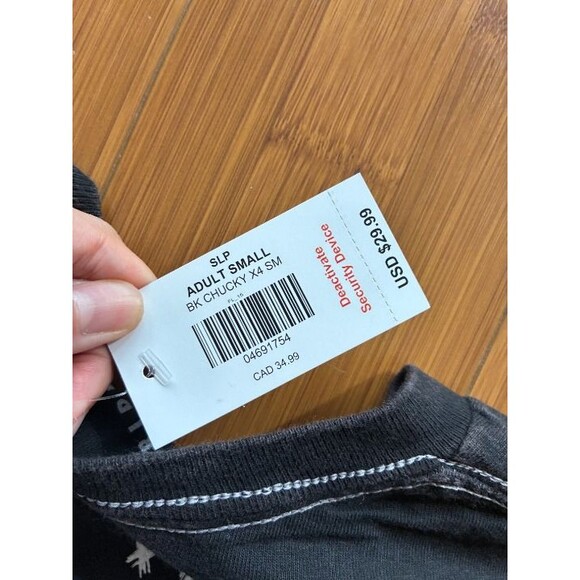 SLP
ADULT SMALL
BK CHUCKY X4 SM
04691754
CAD 34.99
Deactivate
Security Device
USD $29.99